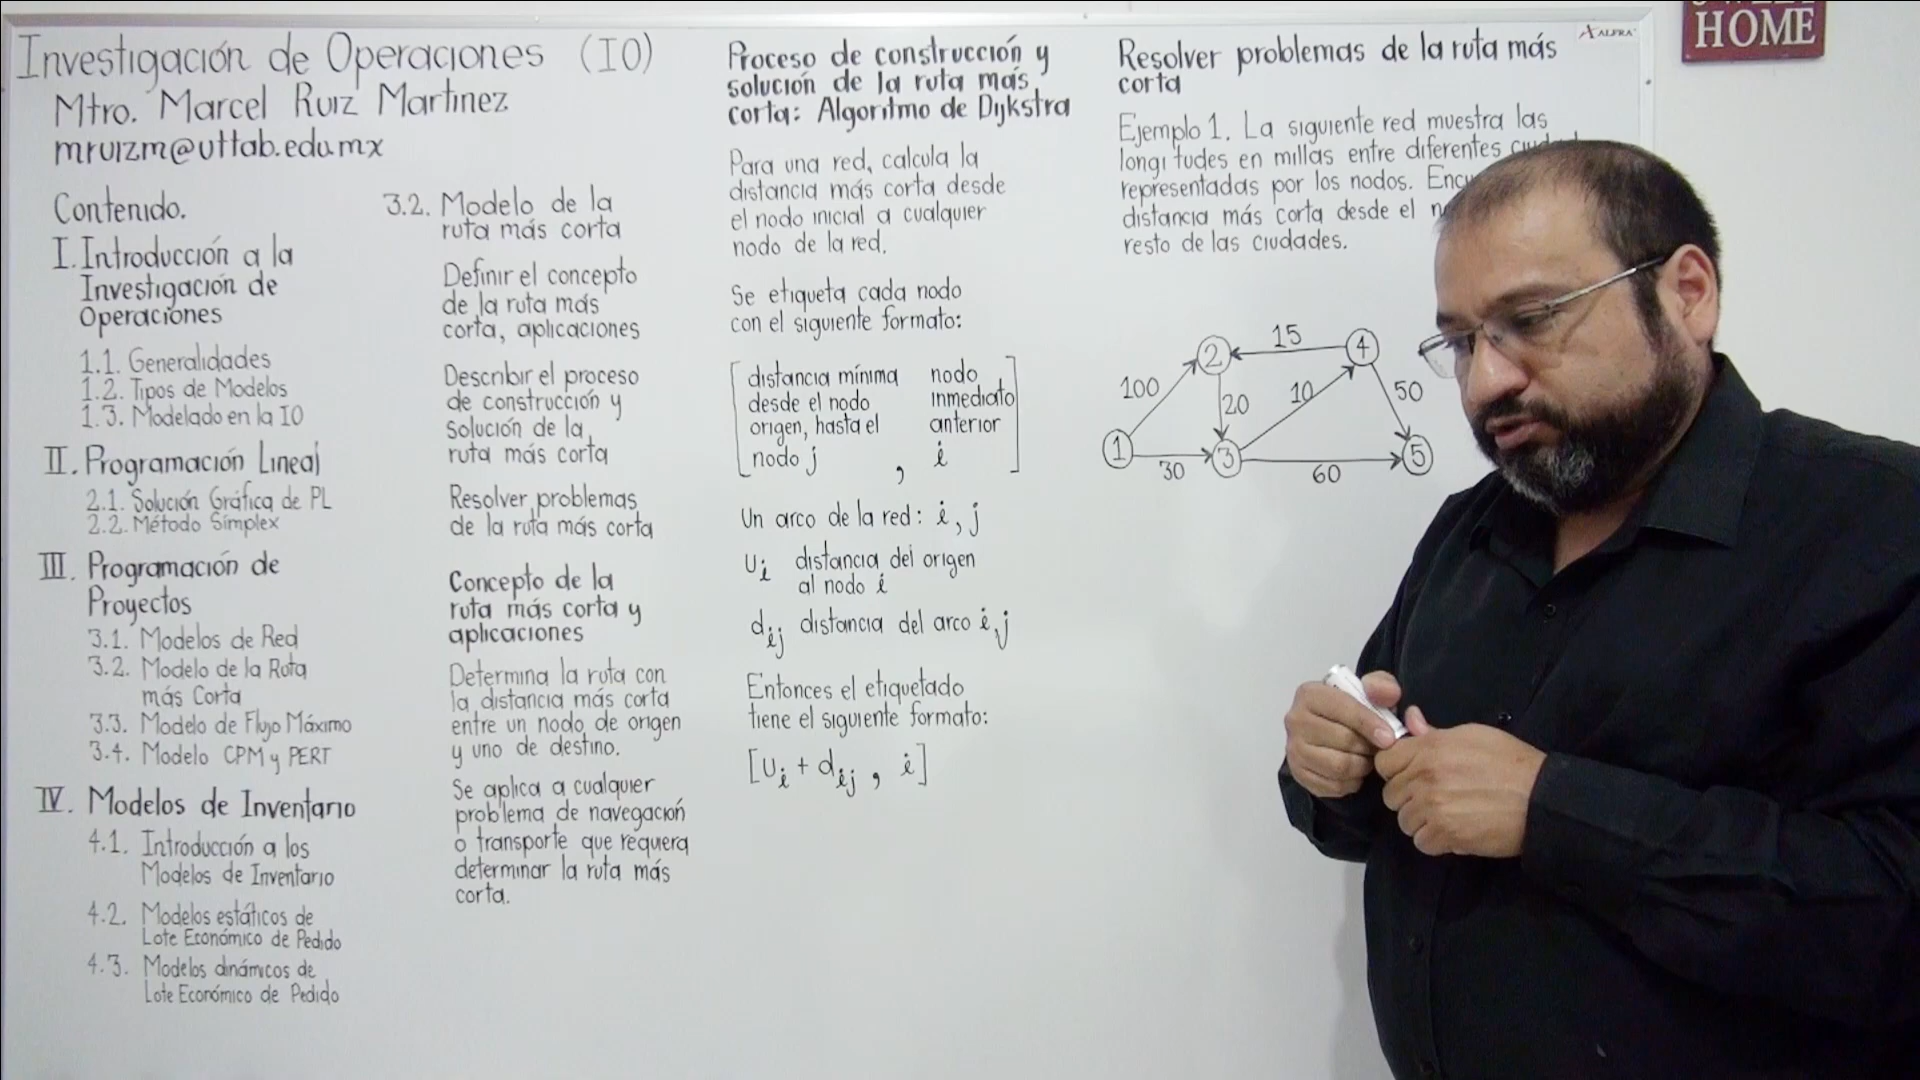 Investigación de Operaciones (IO)
Mtro. Marcel Ruiz Martinez
mruizm@uttab.edu.mx
Contenido.
I. Introducción a la
Investigación de
Operaciones
1.1. Generalidades
1.2. Tipos de Modelos
1.3. Modelado en la IO
II. Programación Lineal
2.1. Solución Gráfica de PL
2.2. Método Simplex
III. Programación de
Proyectos
3.1. Modelos de Red
3.2. Modelo de la Ruta
más Corta
3.3. Modelo de Flujo Máximo
3.4. Modelo CPM y PERT
IV. Modelos de Inventario
4.1. Introducción a los
Modelos de Inventario
4.2. Modelos estáticos de
Lote Económico de Pedido
4.3. Modelos dinámicos de
Lote Económico de Pedido
3.2. Modelo de la
ruta más corta
Definir el concepto
de la ruta más
corta, aplicaciones
Describir el proceso
de construcción y
solución de la
ruta más corta
Resolver problemas
de la ruta más corta
Concepto de la
ruta más corta y
aplicaciones
Determina la ruta con
la distancia más corta
entre un nodo de origen
y uno de destino.
Se aplica a cualquier
problema de navegación
o transporte que requiera
determinar la ruta más
corta.
Proceso de construcción y
solución de la ruta más
corta: Algoritmo de Dijkstra
Para una red, calcula la
distancia más corta desde
el nodo inicial a cualquier
nodo de la red.
Se etiqueta cada nodo
con el siguiente formato:
distancia mínima nodo
desde el nodo inmediato
origen, hasta el anterior
nodo j , i
Un arco de la red: i, j
ui distancia del origen
al nodo i
dij distancia del arco i,j
Entonces el etiquetado
tiene el siguiente formato:
[ui + dij , i]
Resolver problemas de la ruta más
corta
Ejemplo 1. La siguiente red muestra las
longitudes en millas entre diferentes
representadas por los nodos.
distancia más corta desde el
resto de las ciudades.
15
2 4
100 20 10 50
1 3 5
30 60
ALFRA
HOME